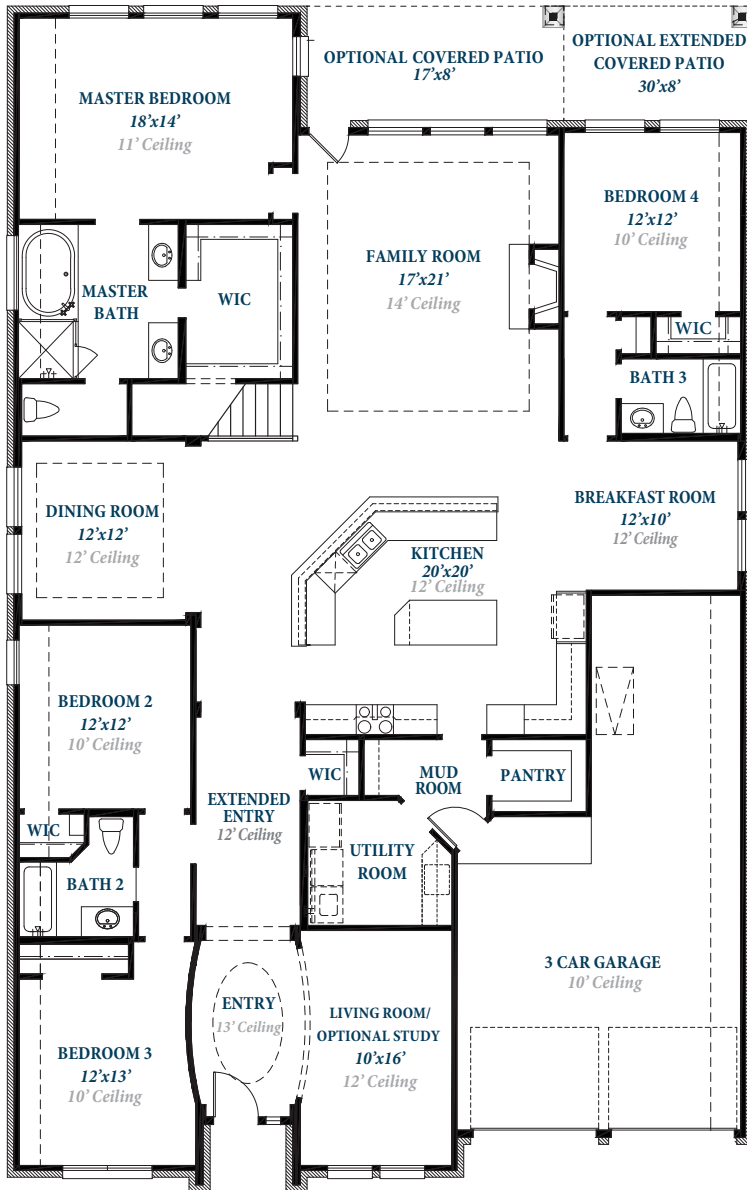 OPTIONAL COVERED PATIO
17'x8'
OPTIONAL EXTENDED
COVERED PATIO
30'x8'
MASTER BEDROOM
18'x14'
11' Ceiling
FAMILY ROOM
17'x21'
14' Ceiling
BEDROOM 4
12'x12'
10' Ceiling
MASTER
BATH
WIC
WIC
BATH 3
DINING ROOM
12'x12'
12' Ceiling
KITCHEN
20'x20'
12' Ceiling
BREAKFAST ROOM
12'x10'
12' Ceiling
BEDROOM 2
12'x12'
10' Ceiling
WIC
MUD
ROOM
PANTRY
EXTENDED
ENTRY
12' Ceiling
WIC
BATH 2
UTILITY
ROOM
3 CAR GARAGE
10' Ceiling
ENTRY
13' Ceiling
LIVING ROOM/
OPTIONAL STUDY
10'x16'
12' Ceiling
BEDROOM 3
12'x13'
10' Ceiling